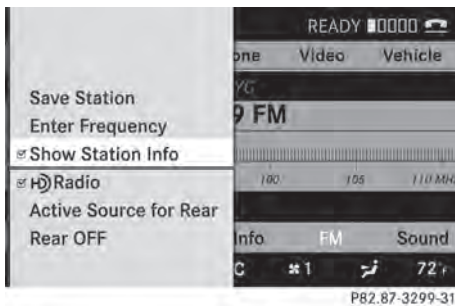 READY
one Video Vehicle
YG
Save Station
9 FM
Enter Frequency
Show Station Info
HD Radio
100 105 110 MHz
Active Source for Rear
Rear OFF
Info FM Sound
C 1 72
P82.87-3299-31